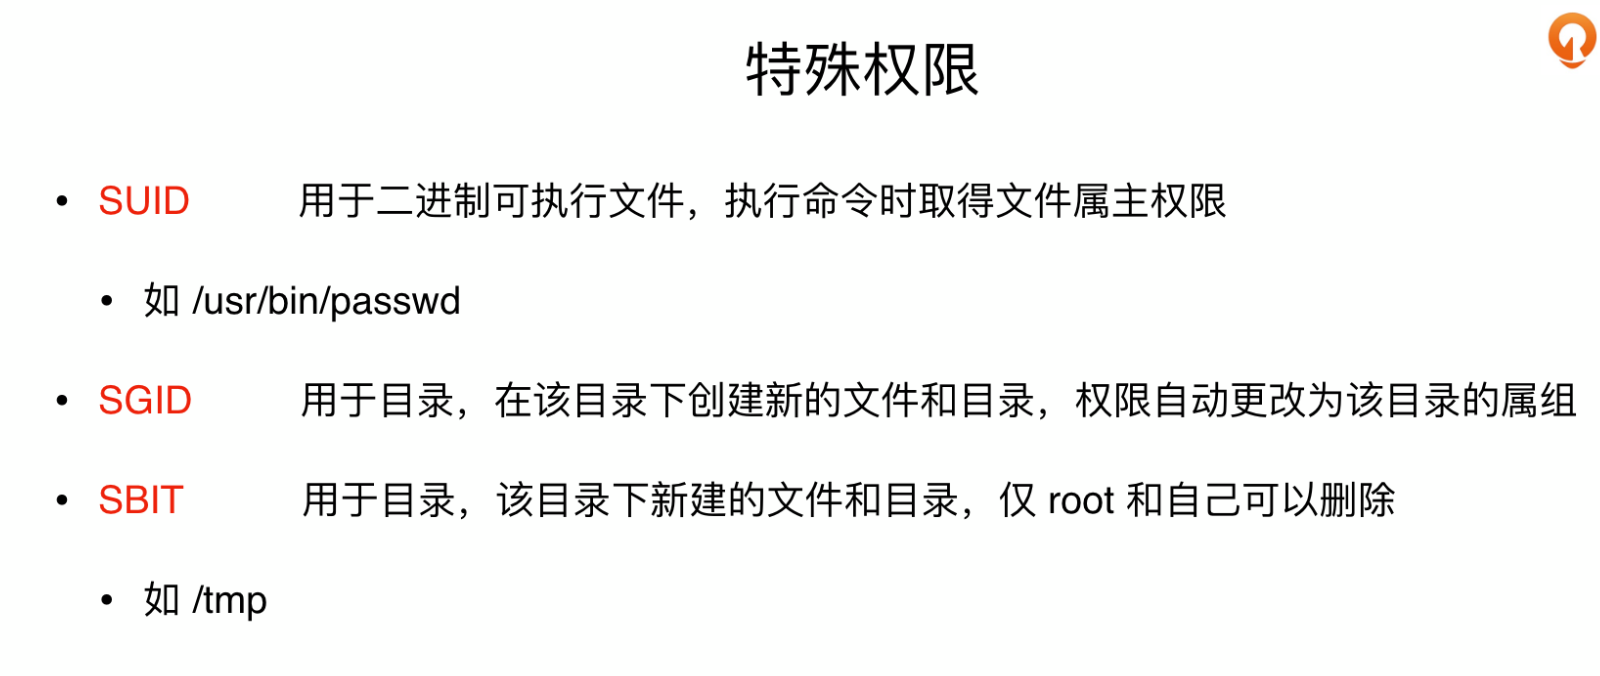 特殊权限
• SUID 用于二进制可执行文件，执行命令时取得文件属主权限
• 如 /usr/bin/passwd
• SGID 用于目录，在该目录下创建新的文件和目录，权限自动更改为该目录的属组
• SBIT 用于目录，该目录下新建的文件和目录，仅 root 和自己可以删除
• 如 /tmp